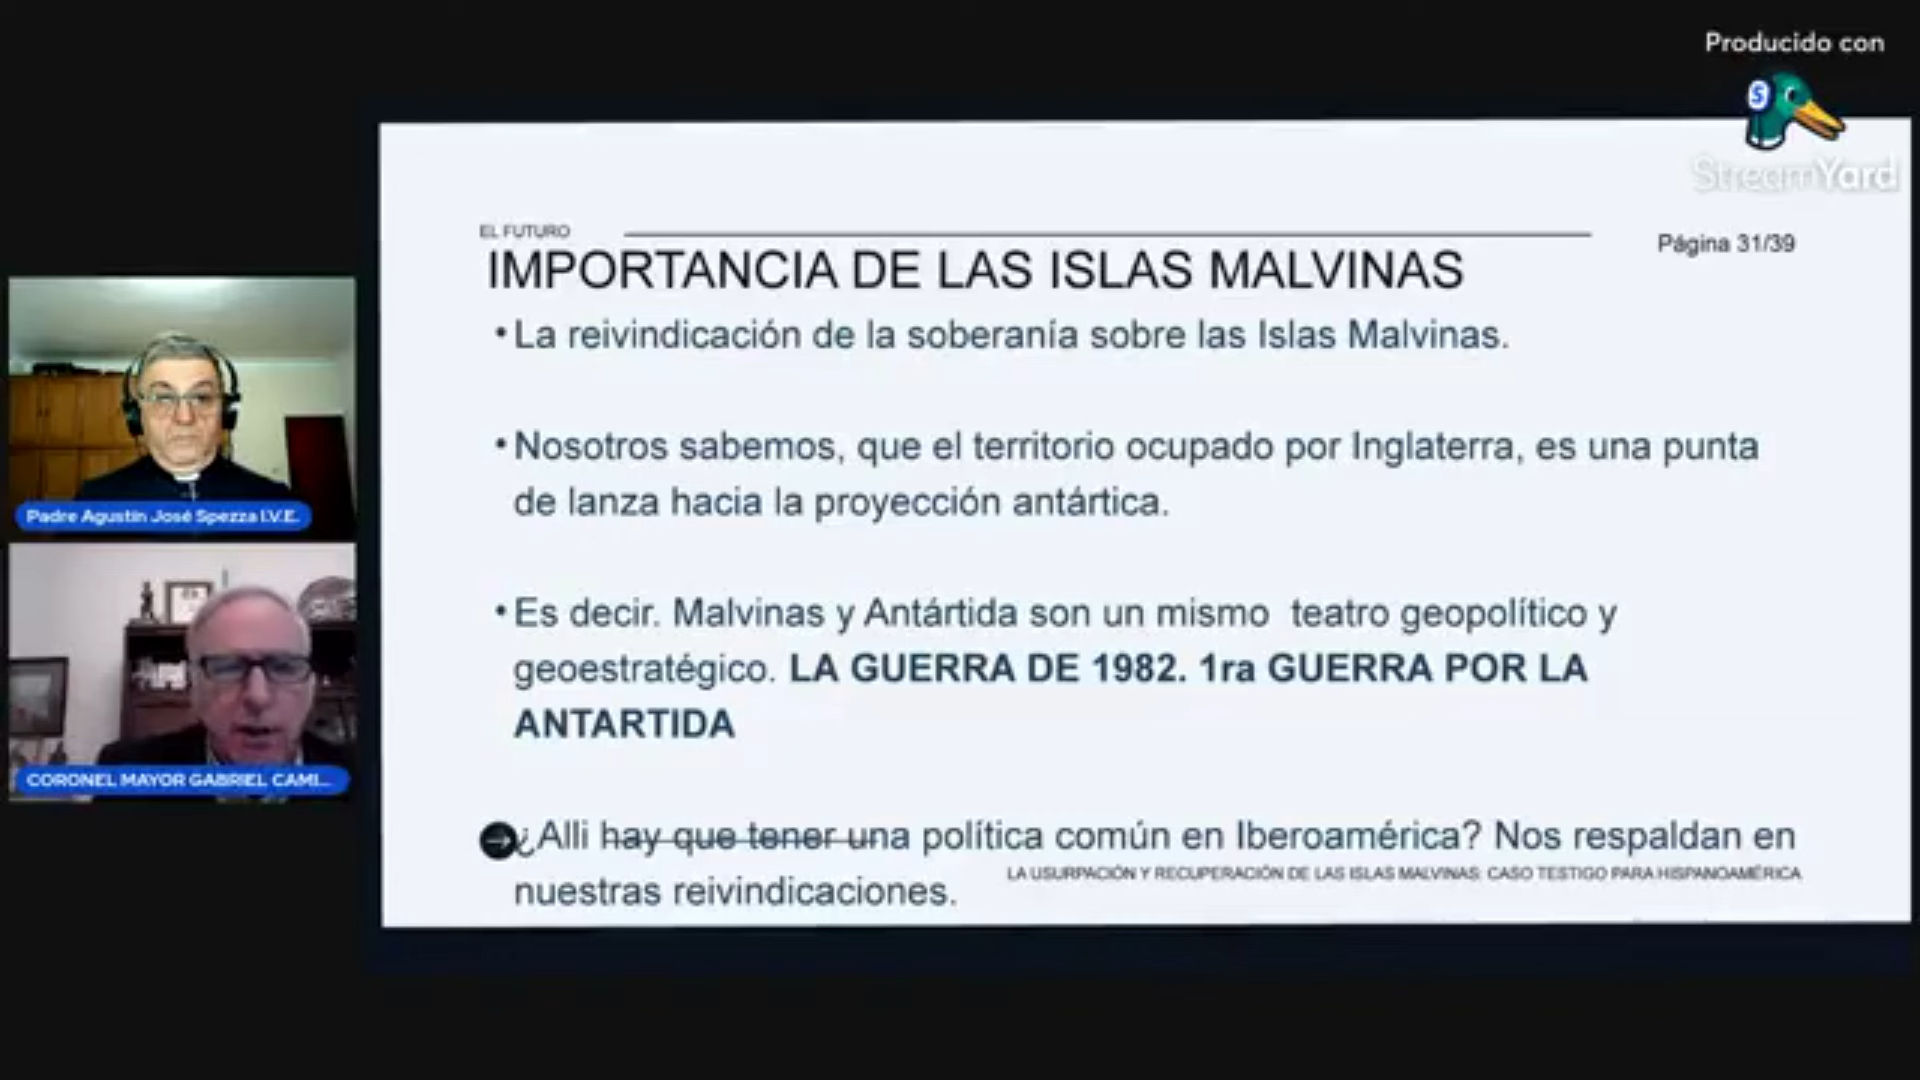 Producido con
StreamYard
EL FUTURO
Página 31/39
IMPORTANCIA DE LAS ISLAS MALVINAS
• La reivindicación de la soberanía sobre las Islas Malvinas.
• Nosotros sabemos, que el territorio ocupado por Inglaterra, es una punta
de lanza hacia la proyección antártica.
• Es decir. Malvinas y Antártida son un mismo teatro geopolítico y
geoestratégico. LA GUERRA DE 1982. 1ra GUERRA POR LA
ANTARTIDA
¿Alli hay que tener una política común en Iberoamérica? Nos respaldan en
nuestras reivindicaciones.
LA USURPACIÓN Y RECUPERACIÓN DE LAS ISLAS MALVINAS: CASO TESTIGO PARA HISPANOAMÉRICA
Padre Agustín José Spezza I.V.E.
CORONEL MAYOR GABRIEL CAMI...